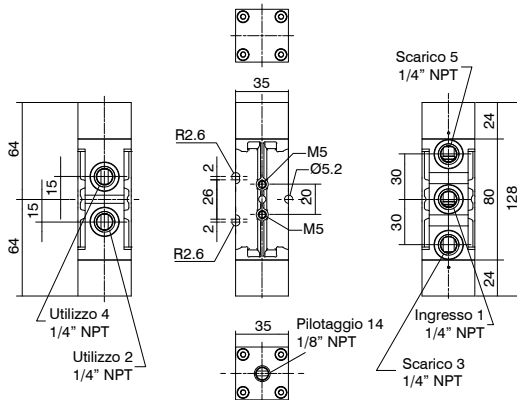 Scarico 5
1/4” NPT
35
R2.6
2
M5
Ø5.2
26
20
2
M5
R2.6
64
15
15
64
24
30
80
128
30
24
Utilizzo 4
1/4” NPT
Utilizzo 2
1/4” NPT
35
Pilotaggio 14
1/8” NPT
Ingresso 1
1/4” NPT
Scarico 3
1/4” NPT